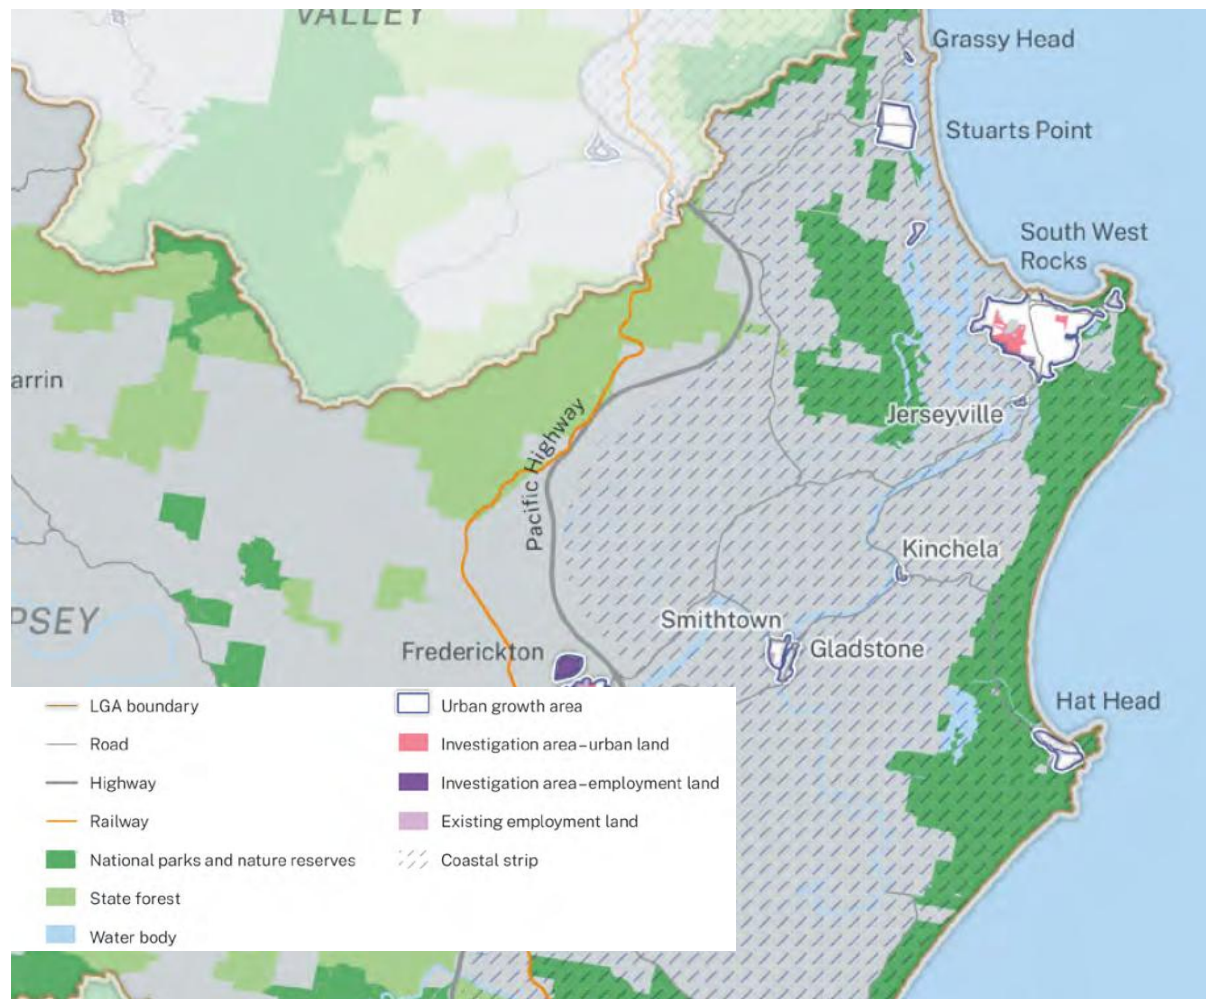 VALLEY
Grassy Head
Stuarts Point
South West
Rocks
arrin
Jerseyville
Pacific Highway
Kinchela
PSEY
Smithtown
Frederickton
Gladstone
Hat Head
LGA boundary
Road
Highway
Railway
National parks and nature reserves
State forest
Water body
Urban growth area
Investigation area–urban land
Investigation area–employment land
Existing employment land
Coastal strip